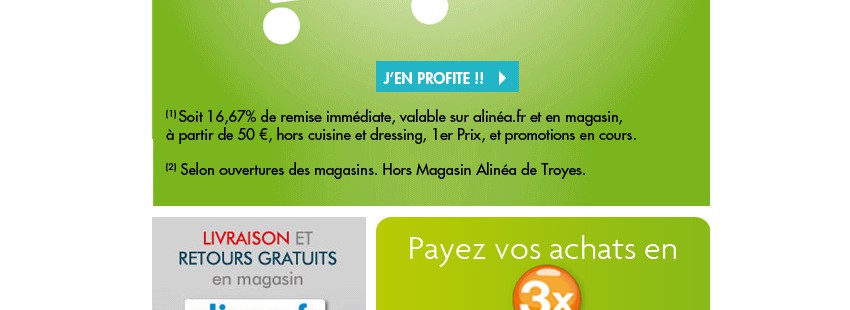 J'EN PROFITE !!
(1) Soit 16,67% de remise immédiate, valable sur alinéa.fr et en magasin,
à partir de 50 €, hors cuisine et dressing, 1er Prix, et promotions en cours.
(2) Selon ouvertures des magasins. Hors Magasin Alinéa de Troyes.
LIVRAISON ET
RETOURS GRATUITS
en magasin
Payez vos achats en
3x